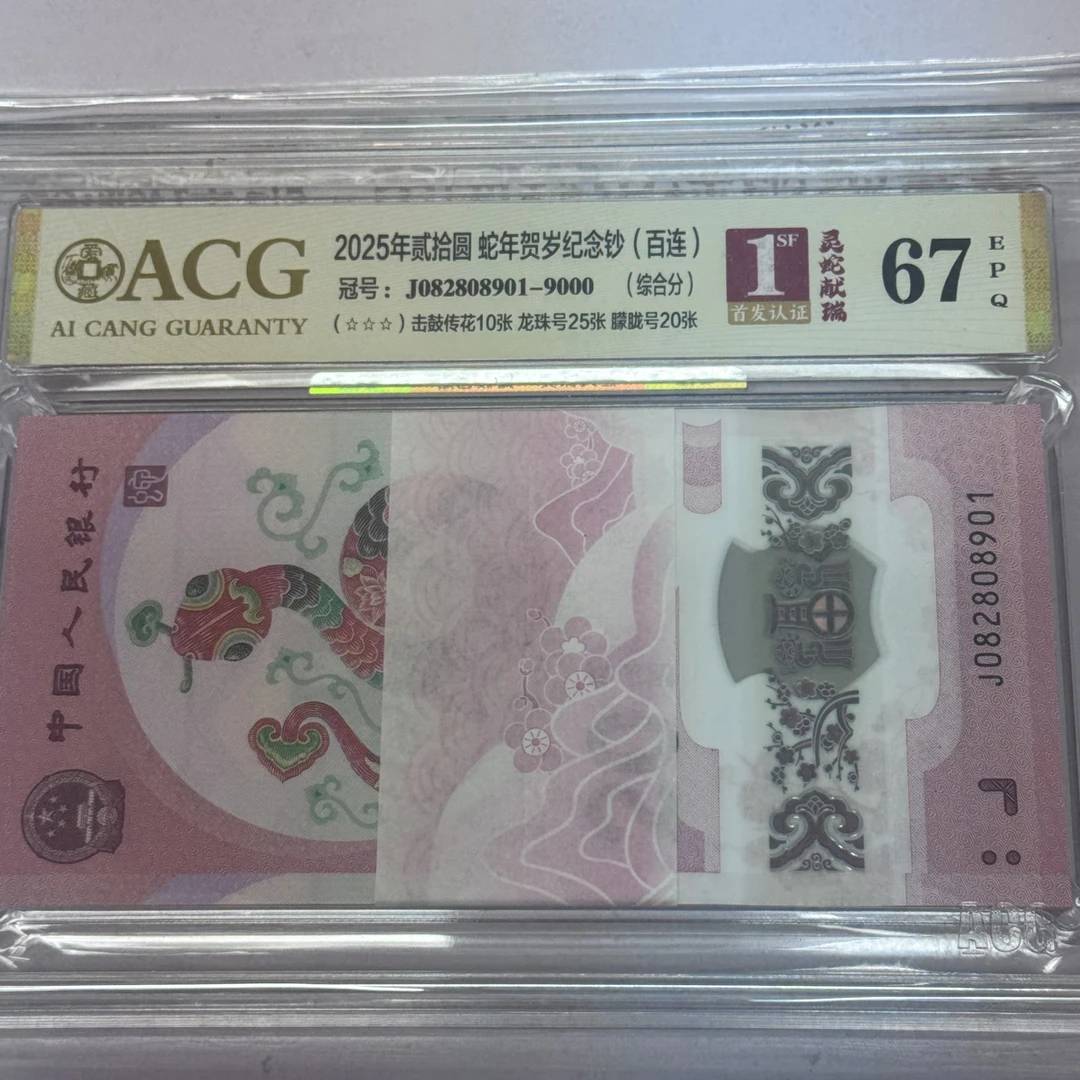 ACG
AI CANG GUARANTY
2025年贰拾圆 蛇年贺岁纪念钞(百连)
冠号:J082808901-9000 (综合分)
(☆☆☆)击鼓传花10张 龙珠号25张 朦胧号20张
1SF
首发认证
灵蛇献瑞
67
EPQ
中国人民银行
J082808901
ACG